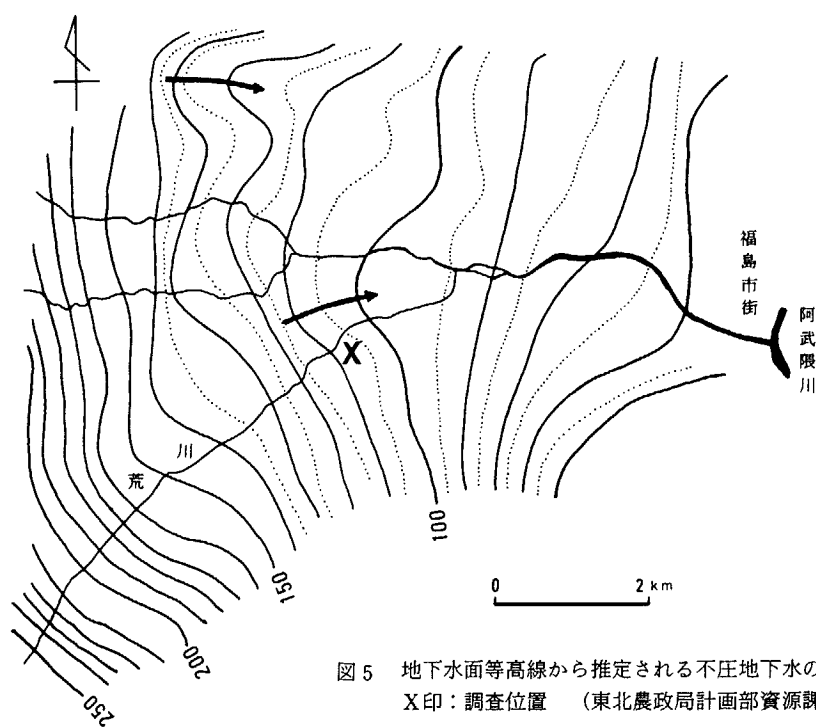 福島市街
阿武隈川
荒川
100
150
200
250
0 2 km
図5 地下水面等高線から推定される不圧地下水の
X
X印：調査位置 （東北農政局計画部資源課